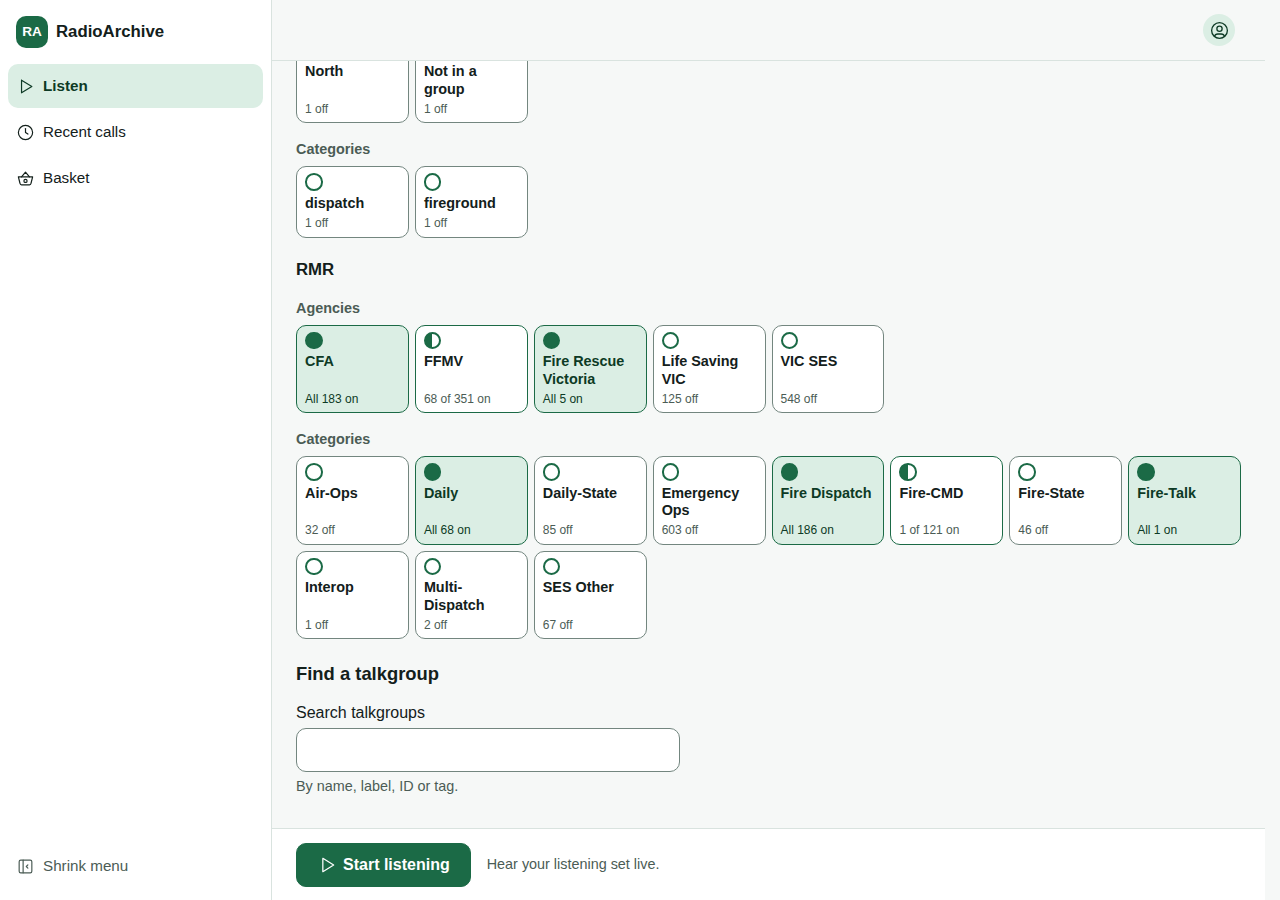 RA RadioArchive
Listen
Recent calls
Basket
Shrink menu
North
1 off
Not in a
group
1 off
Categories
dispatch
1 off
fireground
1 off
RMR
Agencies
CFA
All 183 on
FFMV
68 of 351 on
Fire Rescue
Victoria
All 5 on
Life Saving
VIC
125 off
VIC SES
548 off
Categories
Air-Ops
32 off
Daily
All 68 on
Daily-State
85 off
Emergency
Ops
603 off
Fire Dispatch
All 186 on
Fire-CMD
1 of 121 on
Fire-State
46 off
Fire-Talk
All 1 on
Interop
1 off
Multi-
Dispatch
2 off
SES Other
67 off
Find a talkgroup
Search talkgroups
By name, label, ID or tag.
Start listening
Hear your listening set live.